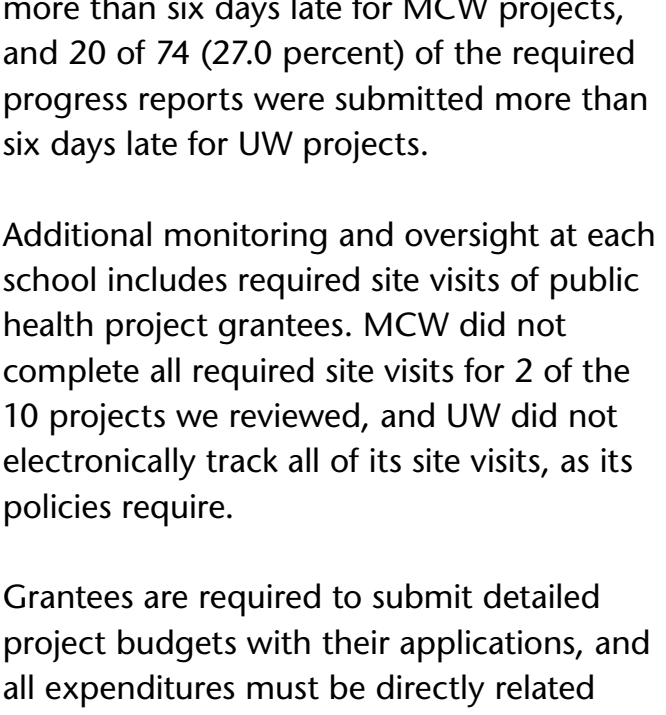 more than six days late for MCW projects,
and 20 of 74 (27.0 percent) of the required
progress reports were submitted more than
six days late for UW projects.
Additional monitoring and oversight at each
school includes required site visits of public
health project grantees. MCW did not
complete all required site visits for 2 of the
10 projects we reviewed, and UW did not
electronically track all of its site visits, as its
policies require.
Grantees are required to submit detailed
project budgets with their applications, and
all expenditures must be directly related